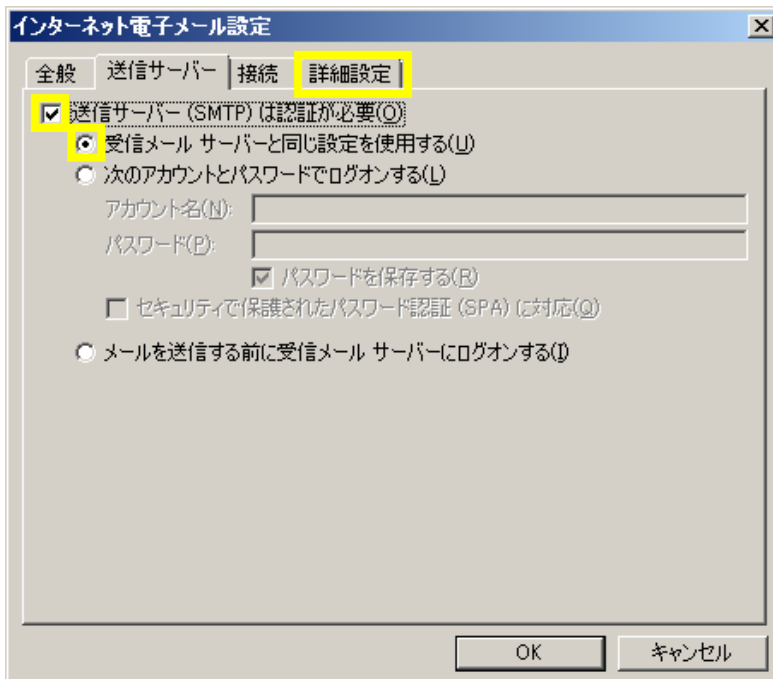 インターネット電子メール設定
全般 送信サーバー 接続 詳細設定
送信サーバー (SMTP) は認証が必要(O)
受信メール サーバーと同じ設定を使用する(U)
次のアカウントとパスワードでログオンする(L)
アカウント名(N):
パスワード(P):
パスワードを保存する(R)
セキュリティで保護されたパスワード認証 (SPA) に対応(Q)
メールを送信する前に受信メール サーバーにログオンする(I)
OK キャンセル